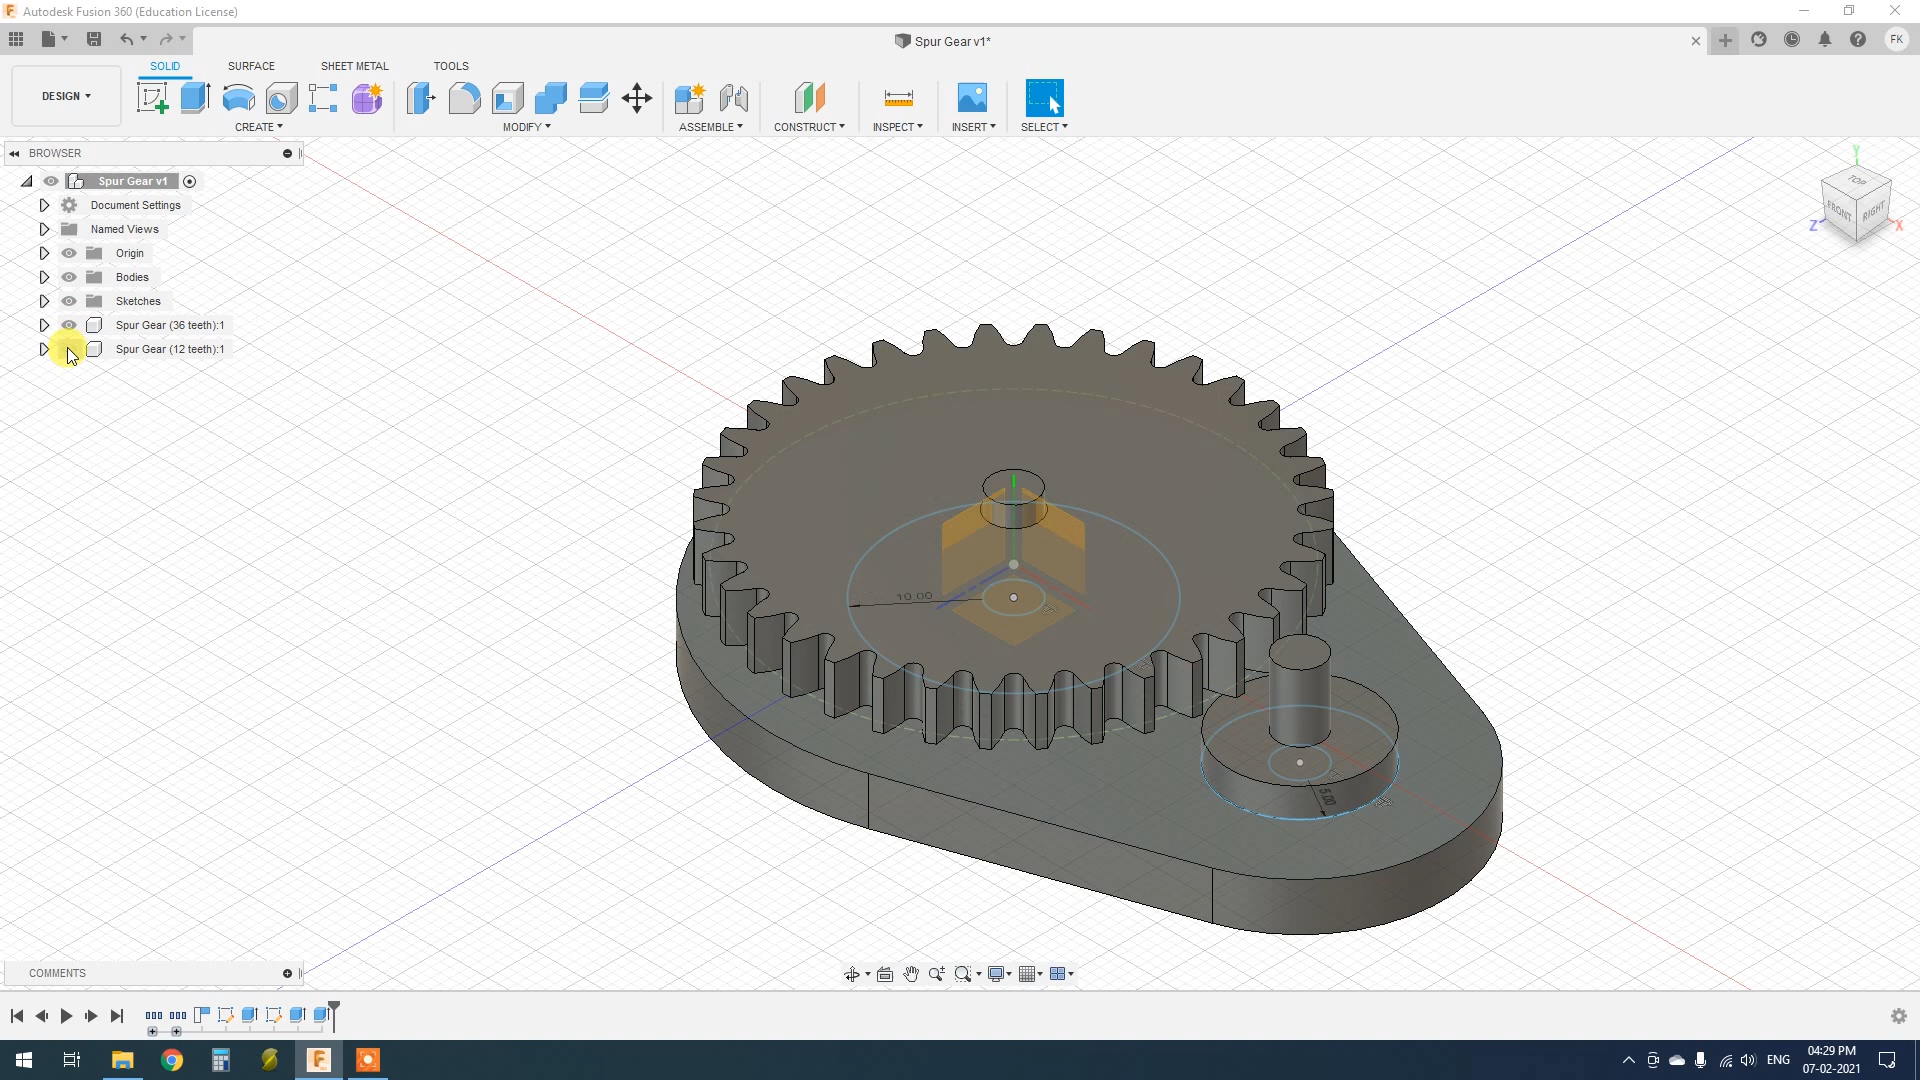 Autodesk Fusion 360 (Education License)
Spur Gear v1*
FK
DESIGN
SOLID
SURFACE
SHEET METAL
TOOLS
CREATE
MODIFY
ASSEMBLE
CONSTRUCT
INSPECT
INSERT
SELECT
BROWSER
Spur Gear v1
Document Settings
Named Views
Origin
Bodies
Sketches
Spur Gear (36 teeth):1
Spur Gear (12 teeth):1
Y
TOP
FRONT
RIGHT
Z
X
10.00
5.00
COMMENTS
ENG
04:29 PM
07-02-2021